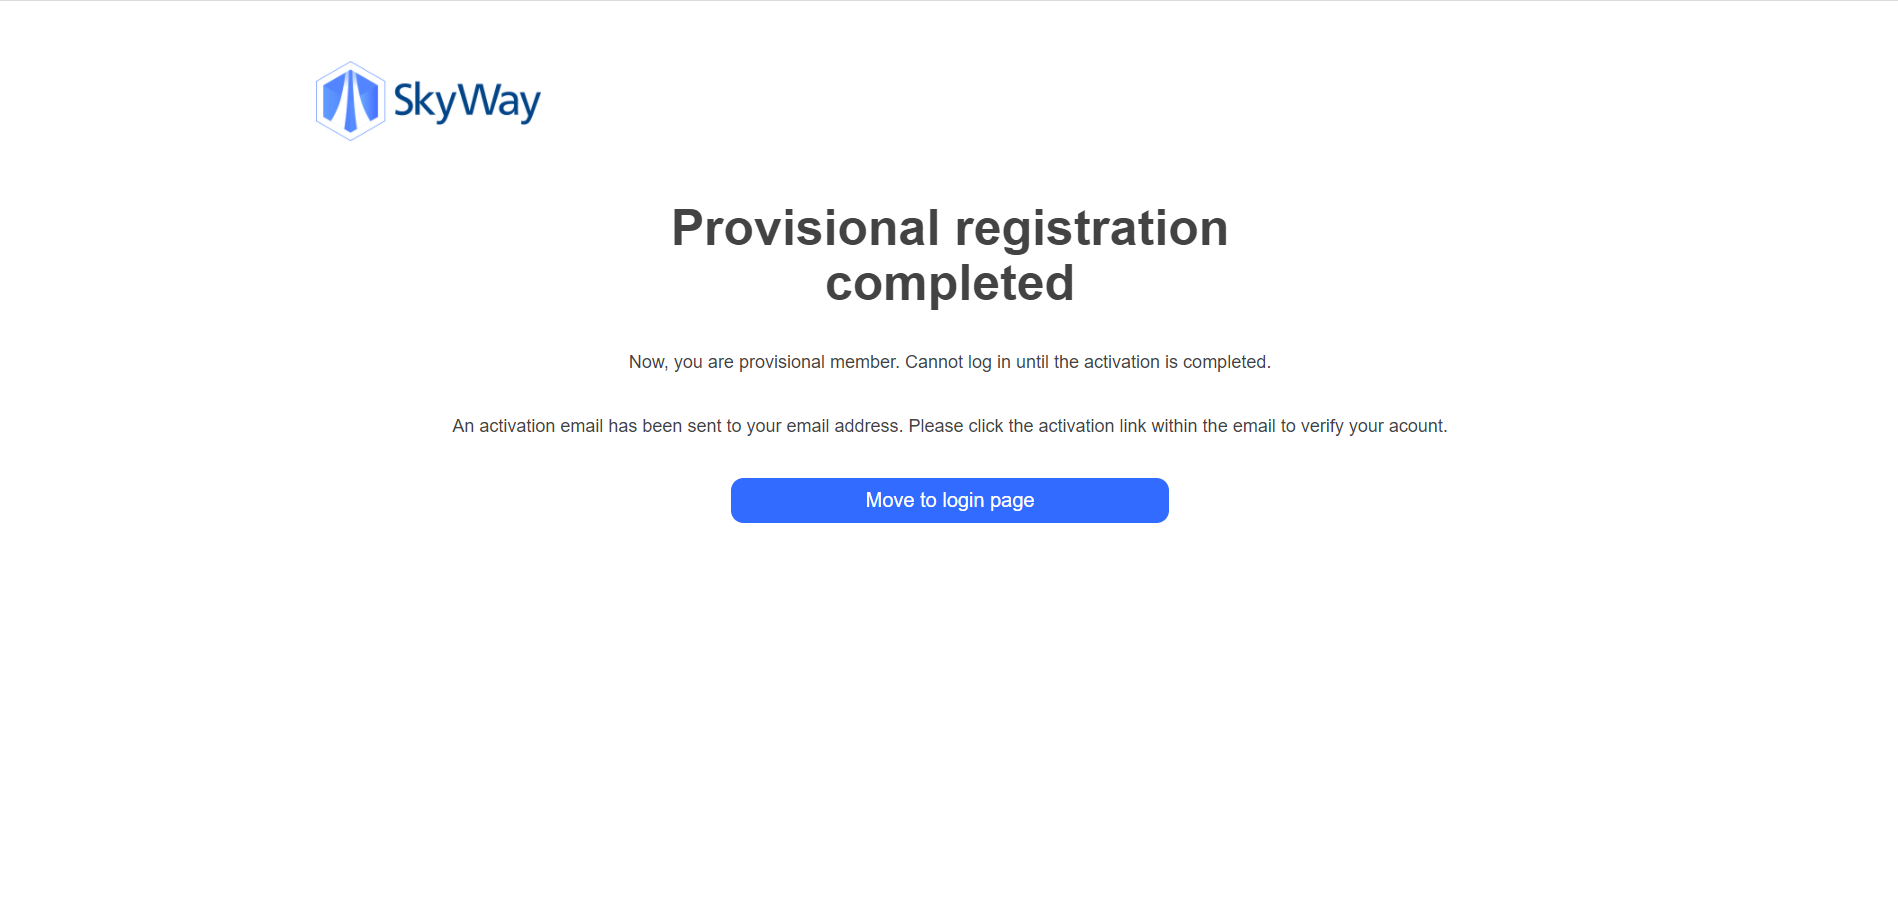 SkyWay
Provisional registration
completed
Now, you are provisional member. Cannot log in until the activation is completed.
An activation email has been sent to your email address. Please click the activation link within the email to verify your acount.
Move to login page